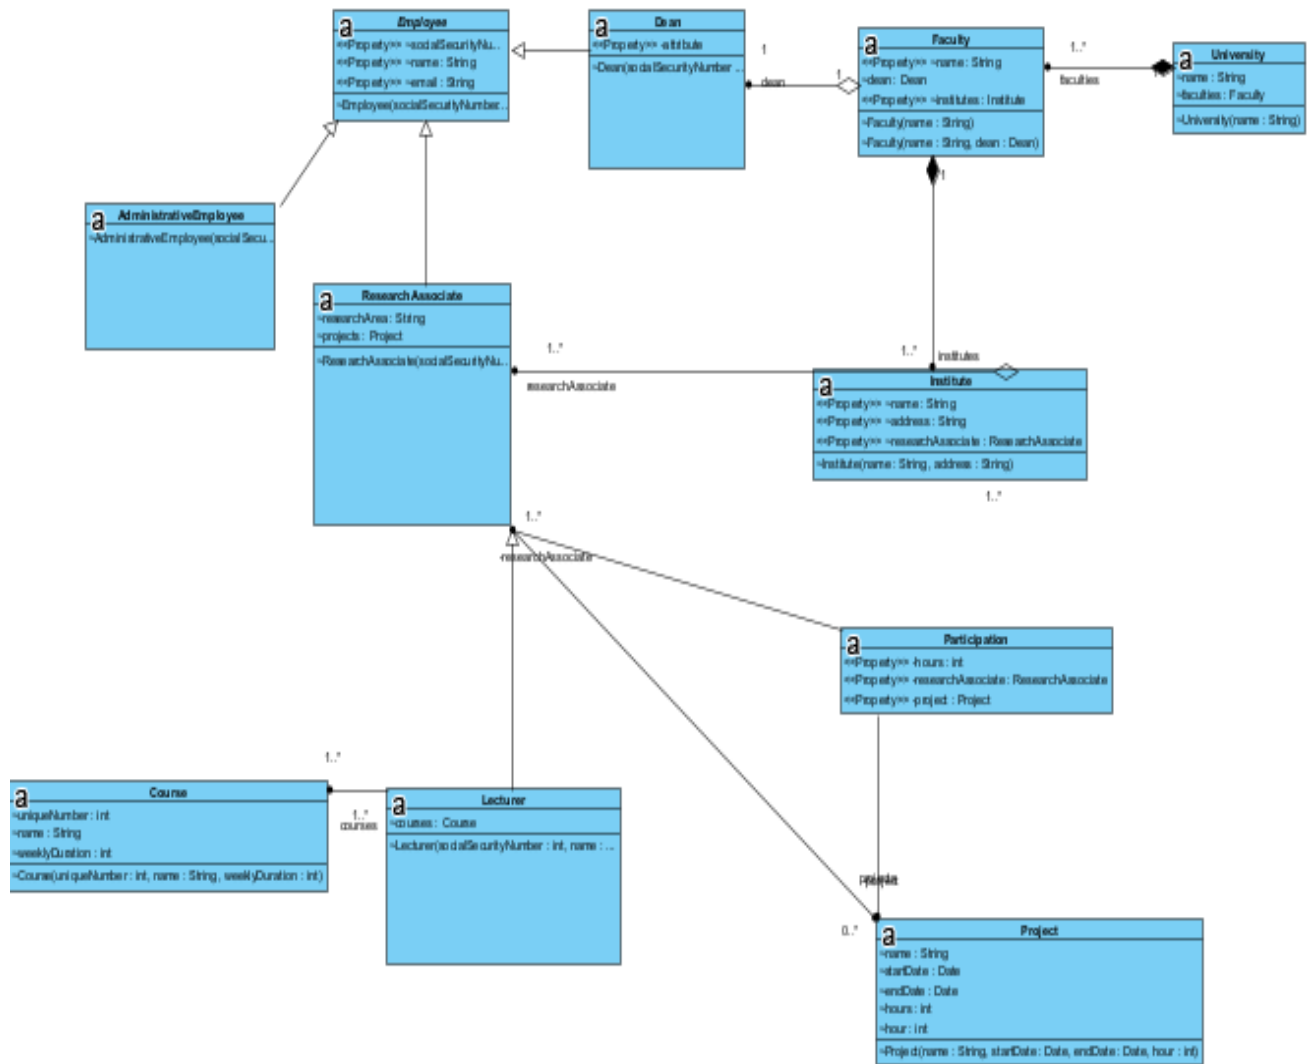 a
Employee
<<Property>> ~socialSecurityNu...
<<Property>> ~name : String
<<Property>> ~email : String
~Employee(socialSecurityNumber...
a
Dean
<<Property>> -attribute
~Dean(socialSecurityNumber ...
1
dean
1
a
Faculty
<<Property>> ~name : String
~dean : Dean
<<Property>> ~institutes : Institute
~Faculty(name : String)
~Faculty(name : String, dean : Dean)
1..*
faculties
a
University
~name : String
~faculties : Faculty
~University(name : String)
1
a
AdministrativeEmployee
~AdministrativeEmployee(socialSecu...
a
ResearchAssociate
~researchArea : String
~projects : Project
~ResearchAssociate(socialSecurityNu...
1..*
researchAssociate
1..*
institutes
a
Institute
<<Property>> ~name : String
<<Property>> ~address : String
<<Property>> ~researchAssociate : ResearchAssociate
~Institute(name : String, address : String)
1..*
1..*
-researchAssociate
a
Participation
<<Property>> -hours : int
<<Property>> -researchAssociate : ResearchAssociate
<<Property>> -project : Project
1..*
a
Course
~uniqueNumber : int
~name : String
~weeklyDuration : int
~Course(uniqueNumber : int, name : String, weeklyDuration : int)
1..*
courses
a
Lecturer
~courses : Course
~Lecturer(socialSecurityNumber : int, name : ...
0..*
a
Project
~name : String
~startDate : Date
~endDate : Date
~hours : int
~hour : int
~Project(name : String, startDate : Date, endDate : Date, hour : int)